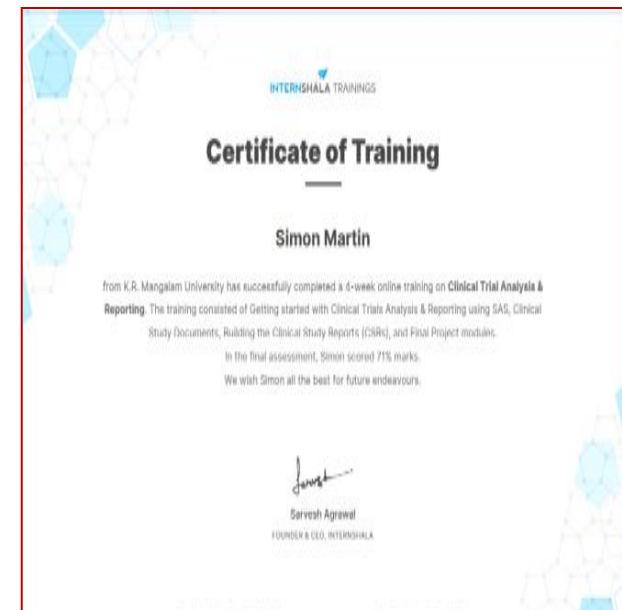 INTERNSHALA TRAININGS
Certificate of Training
Simon Martin
from K.R. Mangalam University has successfully completed a 6-week online training on Clinical Trial Analysis &
Reporting. The training consisted of Getting started with Clinical Trials Analysis & Reporting using SAS, Clinical
Study Documents, Building the Clinical Study Reports (CSRs), and Final Project modules.
In the final assessment, Simon scored 71% marks.
We wish Simon all the best for future endeavours.
Sarvesh Agrawal
FOUNDER & CEO, INTERNSHALA